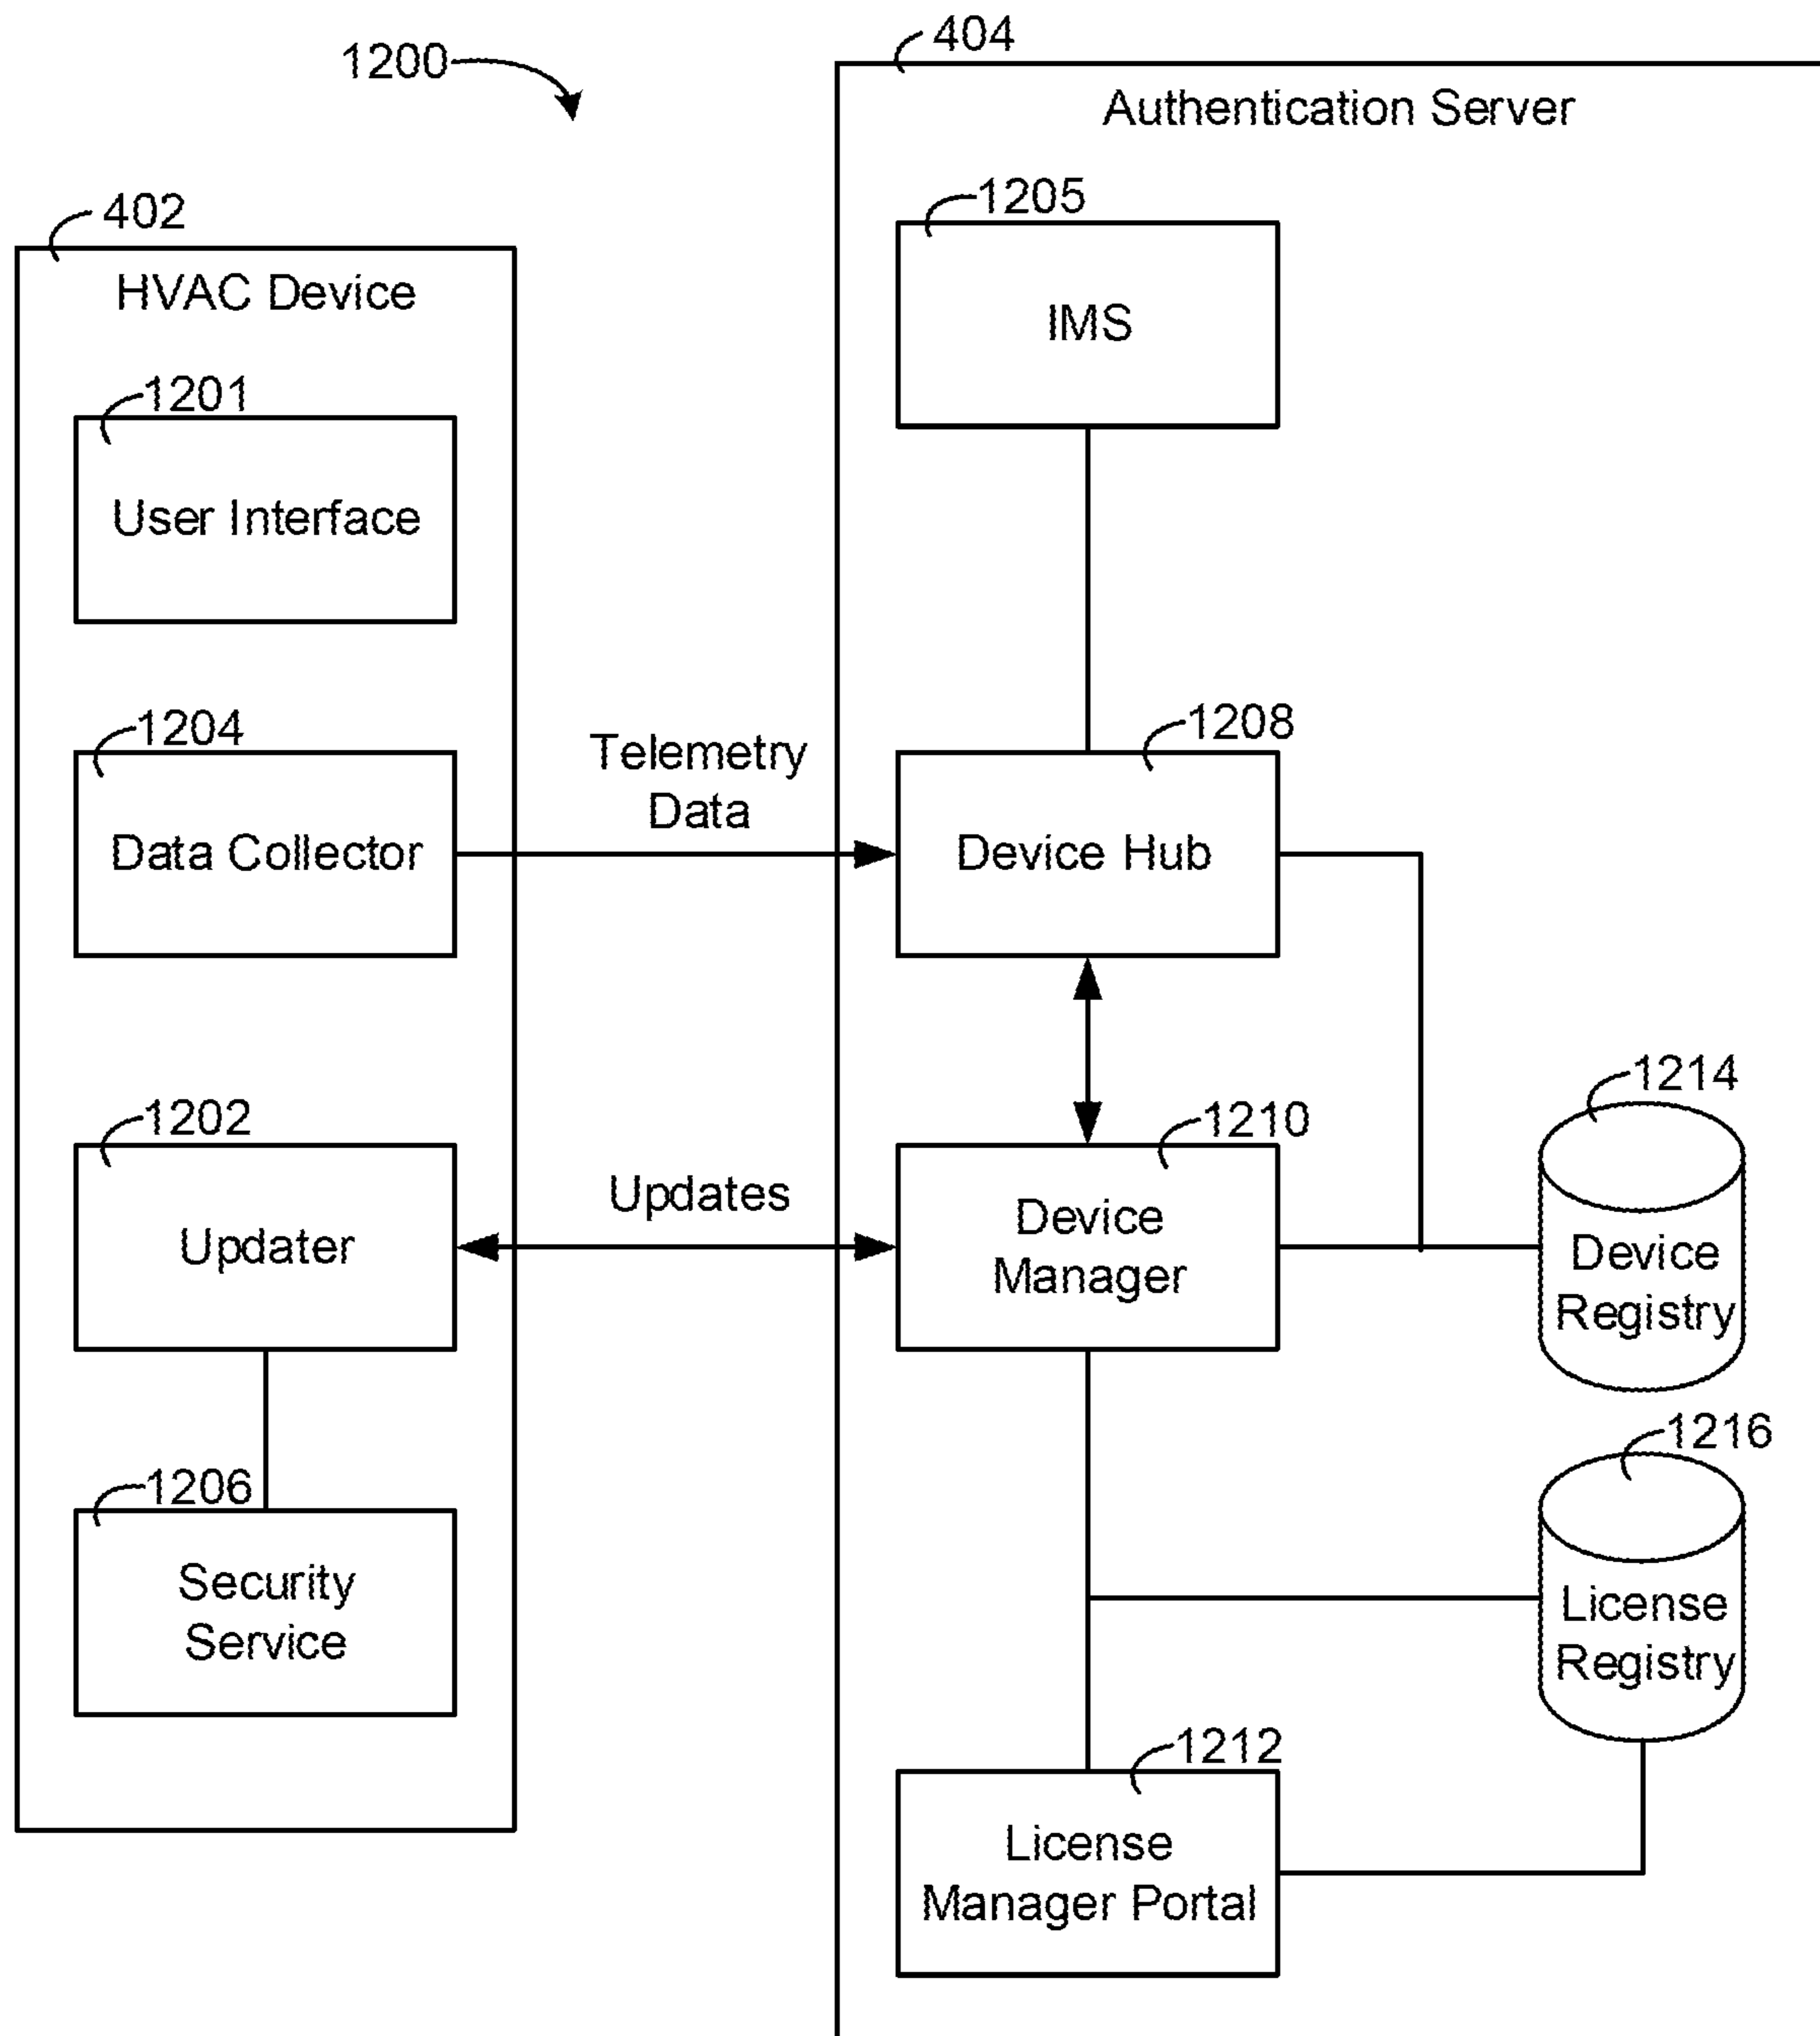 1200
404
Authentication Server
402
HVAC Device
1205
IMS
1201
User Interface
1204
Data Collector
Telemetry
Data
1208
Device Hub
1202
Updater
Updates
1210
Device
Manager
1214
Device
Registry
1206
Security
Service
1216
License
Registry
1212
License
Manager Portal